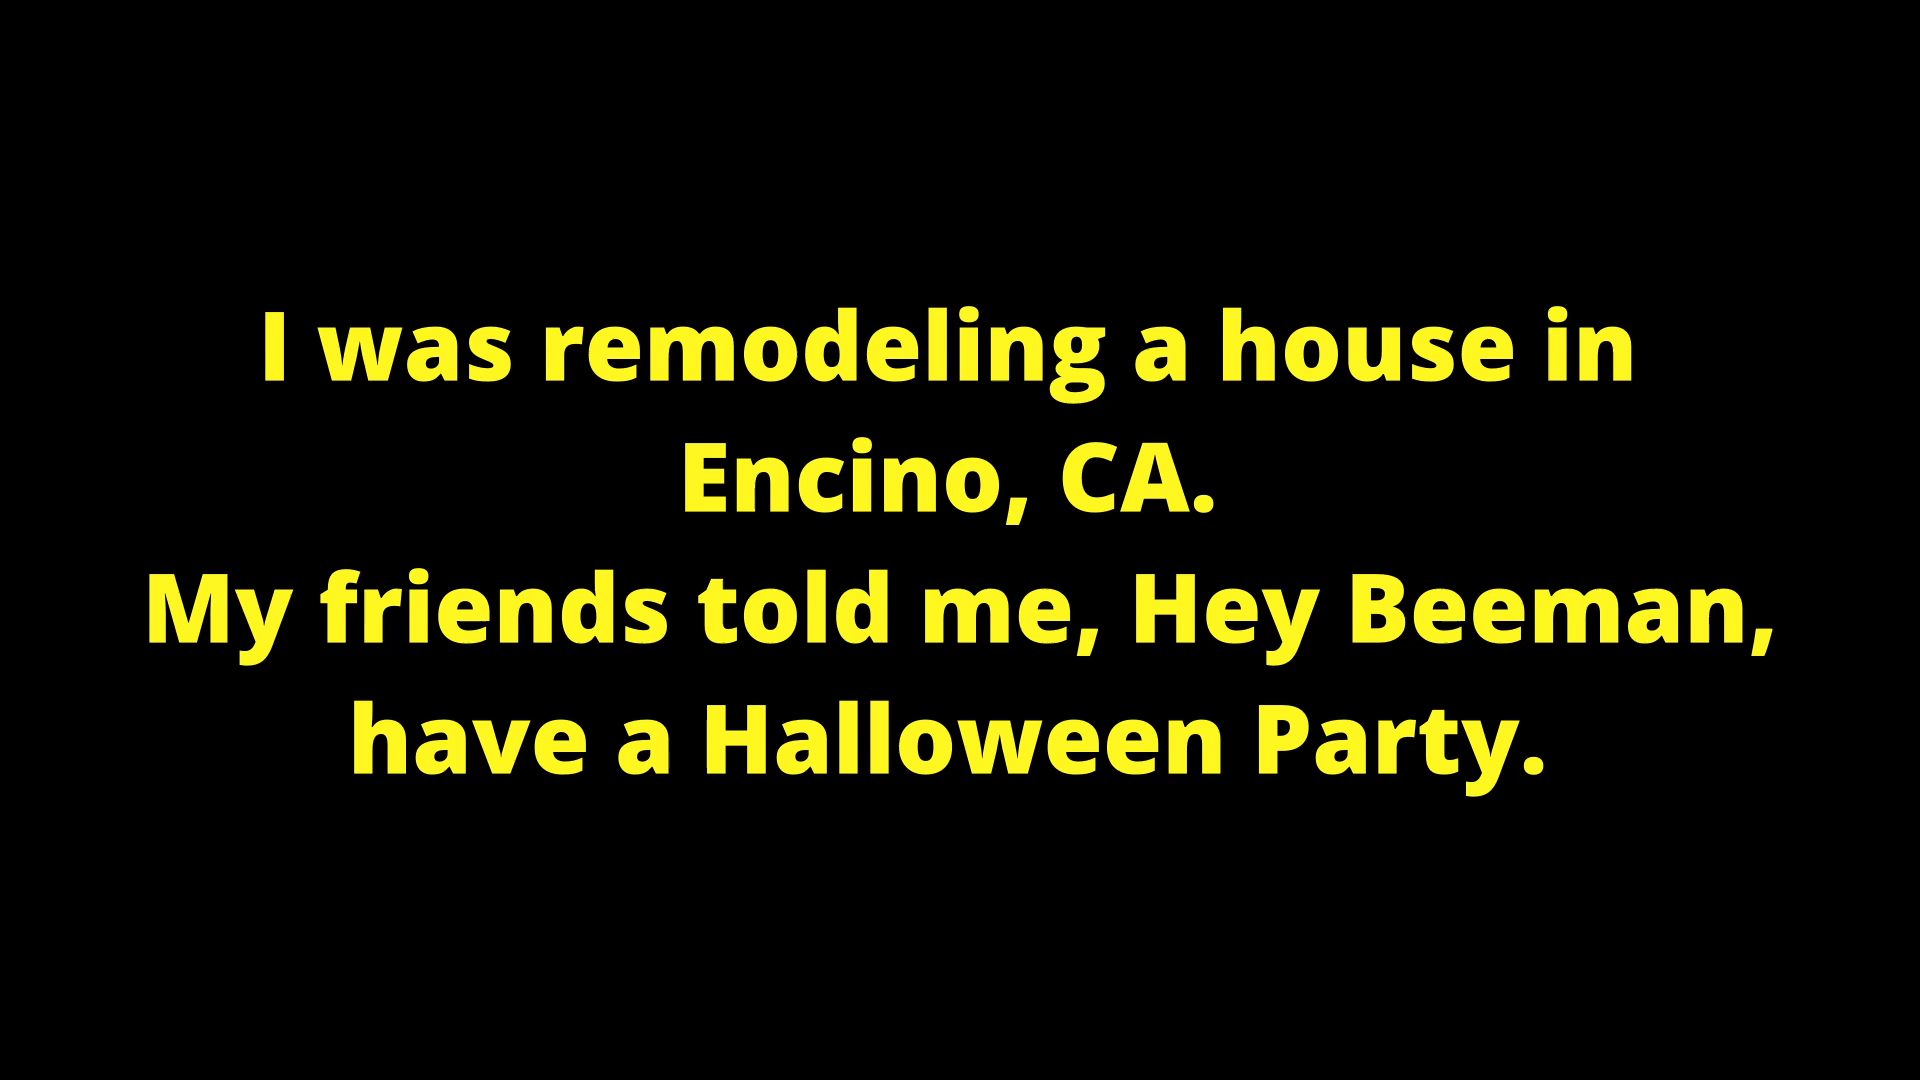 I was remodeling a house in
Encino, CA.
My friends told me, Hey Beeman,
have a Halloween Party.